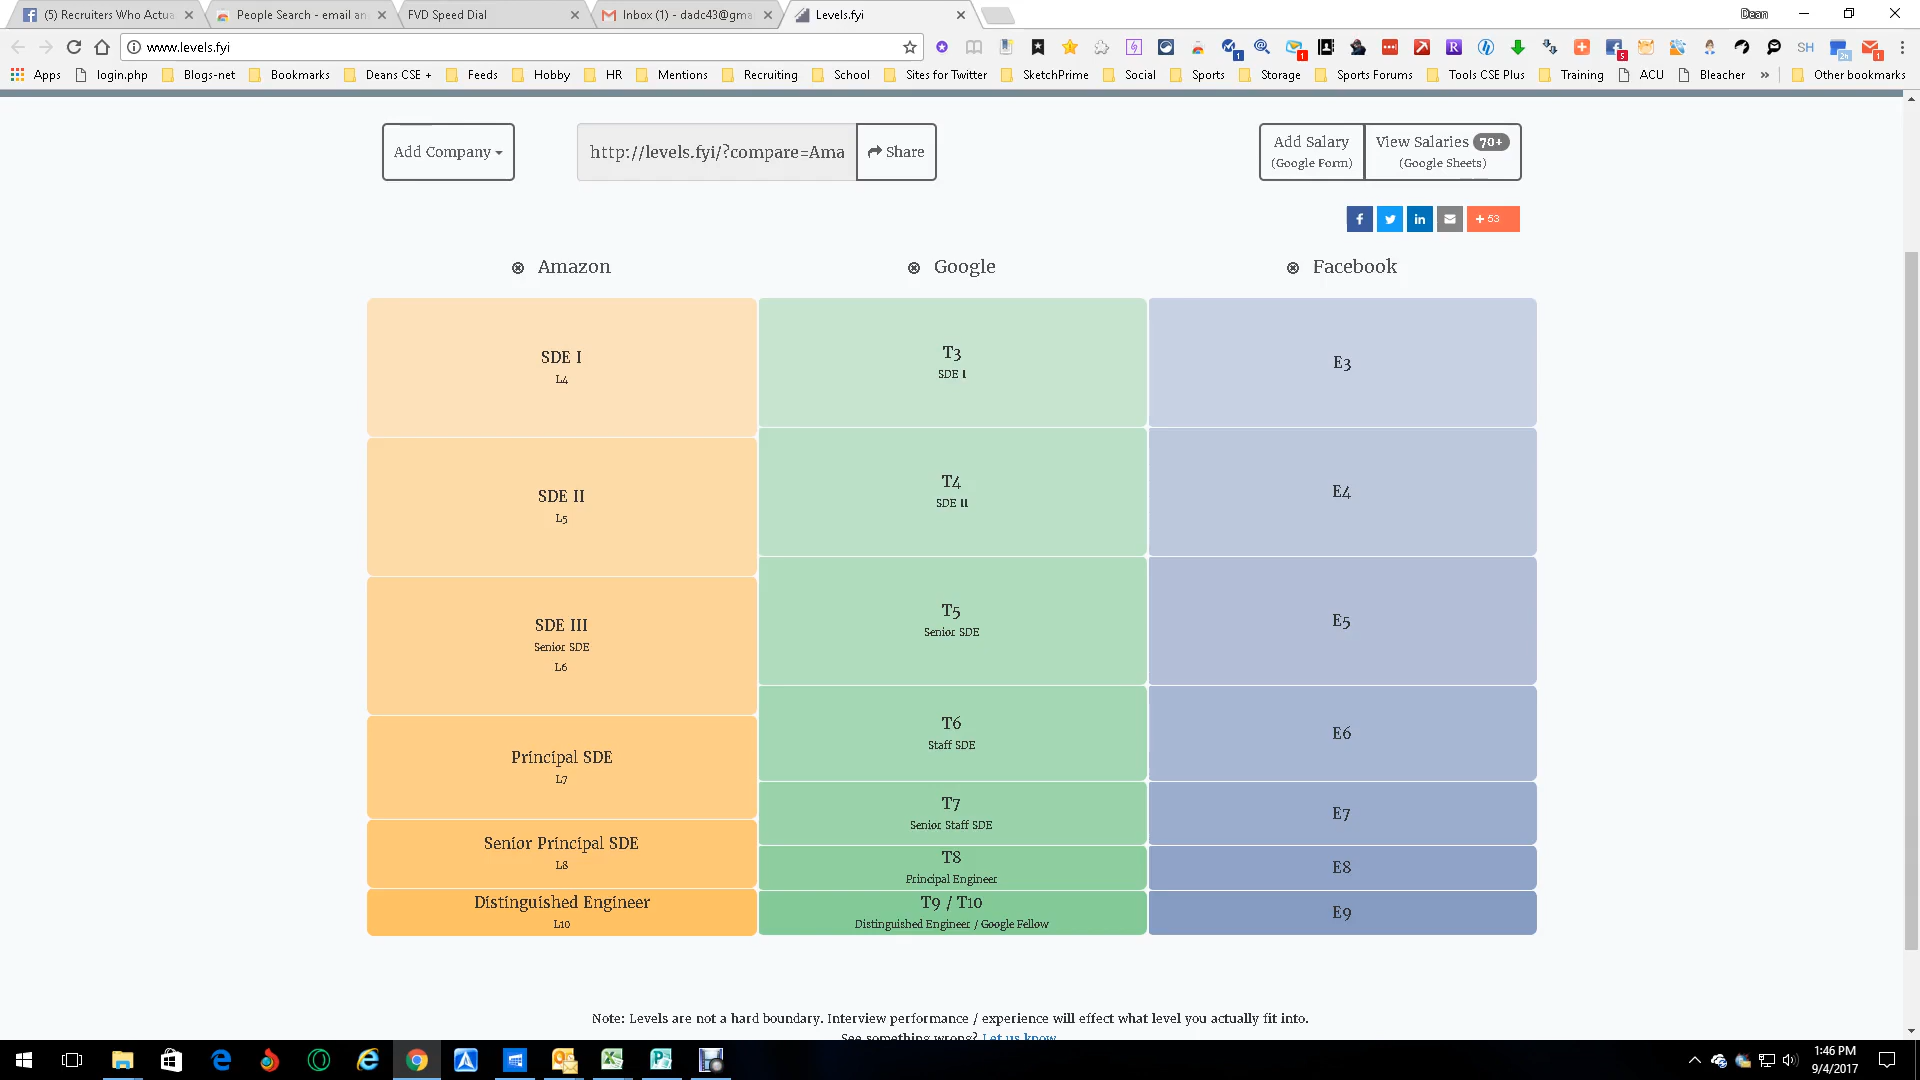 (5) Recruiters Who Actua
People Search - email an
FVD Speed Dial
Inbox (1) - dadc43@gma
Levels.fyi
Dean
www.levels.fyi
Apps
login.php
Blogs-net
Bookmarks
Deans CSE +
Feeds
Hobby
HR
Mentions
Recruiting
School
Sites for Twitter
SketchPrime
Social
Sports
Storage
Sports Forums
Tools CSE Plus
Training
ACU
Bleacher
»
Other bookmarks
Add Company
http://levels.fyi/?compare=Ama
Share
Add Salary
(Google Form)
View Salaries 70+
(Google Sheets)
+ 53
Amazon
Google
Facebook
SDE I
L4
T3
SDE I
E3
SDE II
L5
T4
SDE II
E4
SDE III
Senior SDE
L6
T5
Senior SDE
E5
Principal SDE
L7
T6
Staff SDE
E6
T7
Senior Staff SDE
E7
Senior Principal SDE
L8
T8
Principal Engineer
E8
Distinguished Engineer
L10
T9 / T10
Distinguished Engineer / Google Fellow
E9
Note: Levels are not a hard boundary. Interview performance / experience will effect what level you actually fit into.
See something wrong? Let us know
1:46 PM
9/4/2017